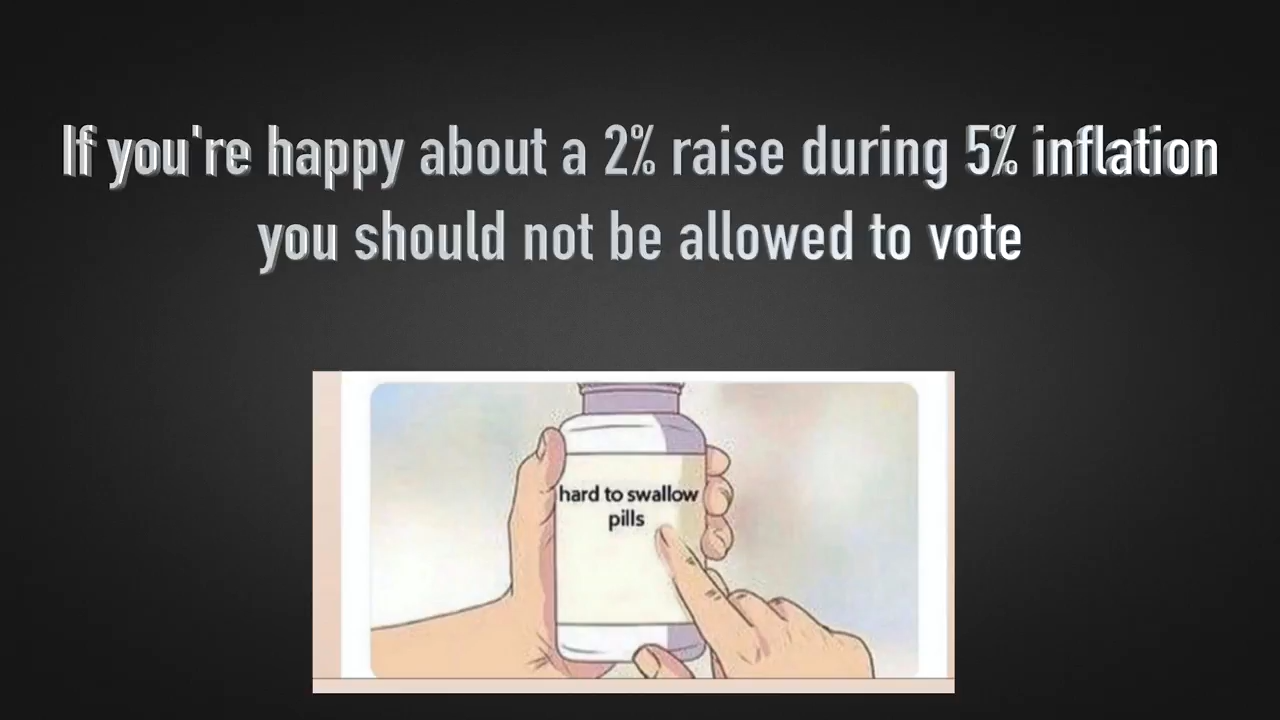 If you're happy about a 2% raise during 5% inflation
you should not be allowed to vote
hard to swallow
pills